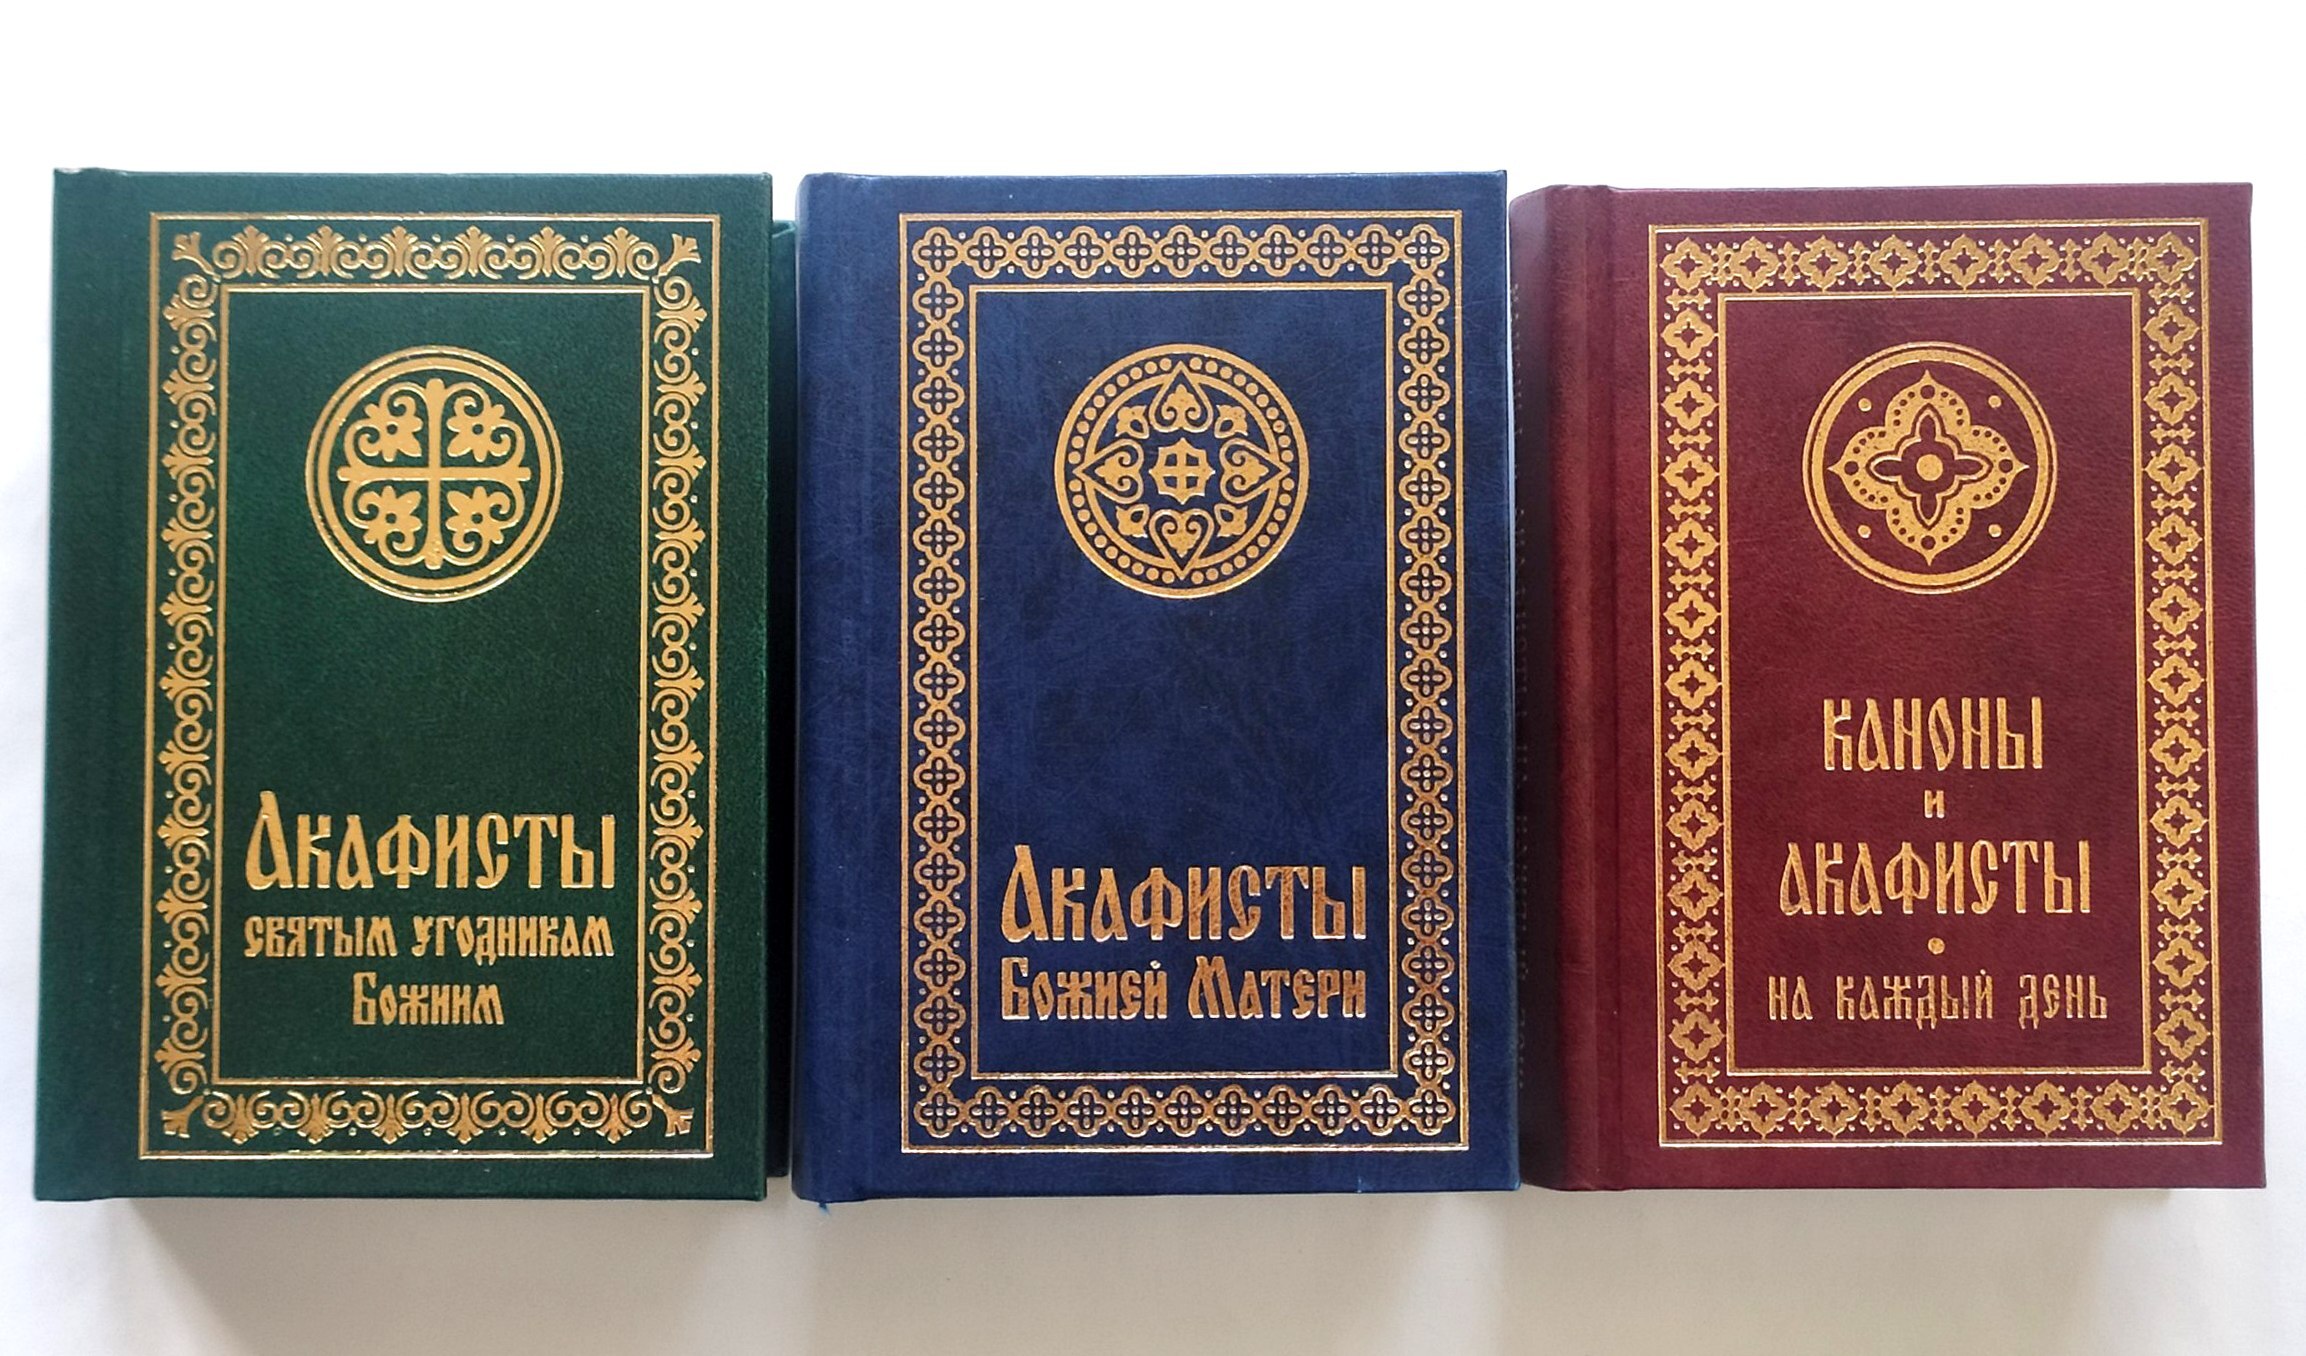 Акафисты
святым угодникам
Божиим
Акафисты
Божией Матери
Каноны
и
акафисты
на каждый день